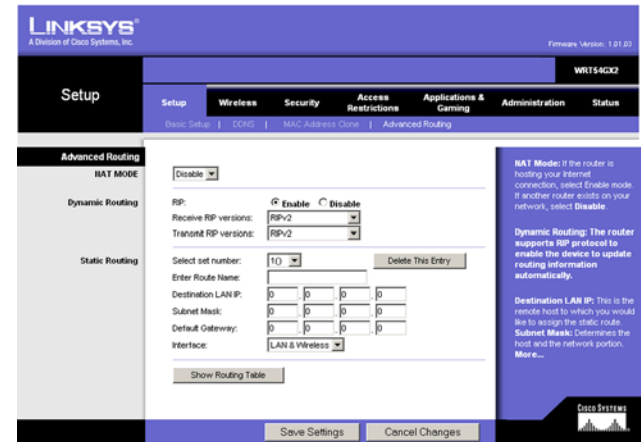 LINKSYS®
A Division of Cisco Systems, Inc.
Firmware Version: 1.01.03
WRT54GX2
Setup
Setup Wireless Security Access Restrictions Applications & Gaming Administration Status
Basic Setup | DDNS | MAC Address Clone | Advanced Routing
Advanced Routing
NAT MODE
Disable
Dynamic Routing
RIP: Enable Disable
Receive RIP versions: RIPv2
Transmit RIP versions: RIPv2
Static Routing
Select set number: 1() Delete This Entry
Enter Route Name:
Destination LAN IP: 0 . 0 . 0 . 0
Subnet Mask: 0 . 0 . 0 . 0
Default Gateway: 0 . 0 . 0 . 0
Interface: LAN & Wireless
Show Routing Table
NAT Mode: If the router is
hosting your Internet
connection, select Enable mode.
If another router exists on your
network, select Disable.
Dynamic Routing: The router
supports RIP protocol to
enable the device to update
routing information
automatically.
Destination LAN IP: This is the
remote host to which you would
like to assign the static route.
Subnet Mask: Determines the
host and the network portion.
More...
Cisco Systems
Save Settings Cancel Changes